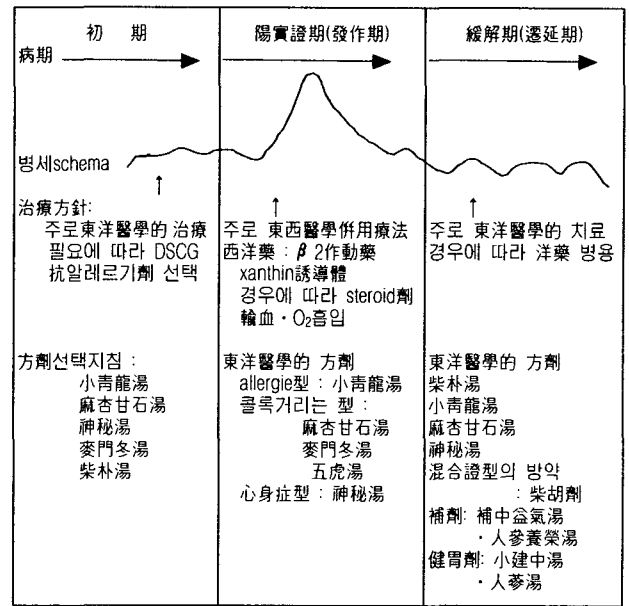 初 期
病期
병세schema
↑
治療方針:
주로東洋醫學的 治療
필요에 따라 DSCG
抗알레르기劑 선택
方劑선택지침 :
小靑龍湯
麻杏甘石湯
神秘湯
麥門冬湯
柴朴湯
陽實證期(發作期)
↑
주로 東西醫學倂用療法
西洋藥 : β 2作動藥
xanthin誘導體
경우에 따라 steroid劑
輸血 · O₂흡입
東洋醫學的 方劑
allergie型 : 小靑龍湯
콜록거리는 型 :
麻杏甘石湯
麥門冬湯
五虎湯
心身症型 : 神秘湯
緩解期(遷延期)
↑
주로 東洋醫學的 치료
경우에 따라 洋藥 병용
東洋醫學的 方劑
柴朴湯
小靑龍湯
麻杏甘石湯
神秘湯
混合證型의 방약
: 柴胡劑
補劑: 補中益氣湯
· 人參養榮湯
健胃劑: 小建中湯
· 人蔘湯